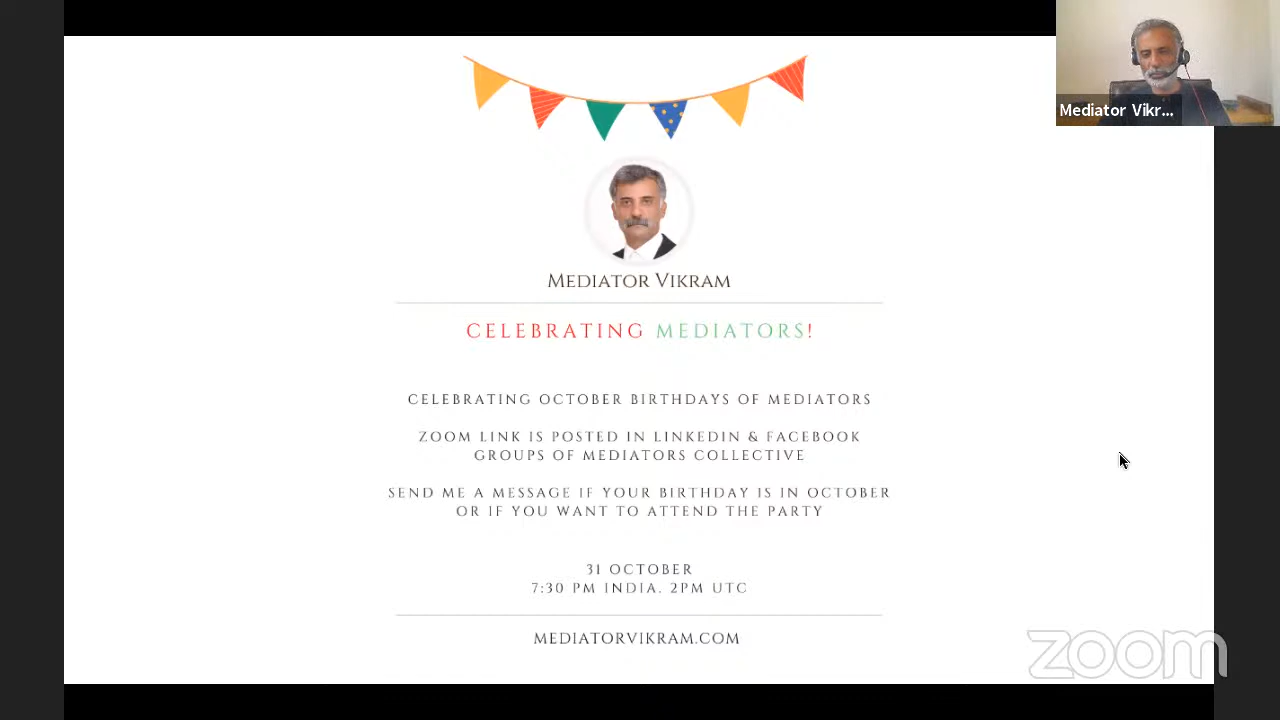 Mediator Vikr...
MEDIATOR VIKRAM
CELEBRATING MEDIATORS!
CELEBRATING OCTOBER BIRTHDAYS OF MEDIATORS
ZOOM LINK IS POSTED IN LINKEDIN & FACEBOOK
GROUPS OF MEDIATORS COLLECTIVE
SEND ME A MESSAGE IF YOUR BIRTHDAY IS IN OCTOBER
OR IF YOU WANT TO ATTEND THE PARTY
31 OCTOBER
7:30 PM INDIA. 2PM UTC
MEDIATORVIKRAM.COM
zoom